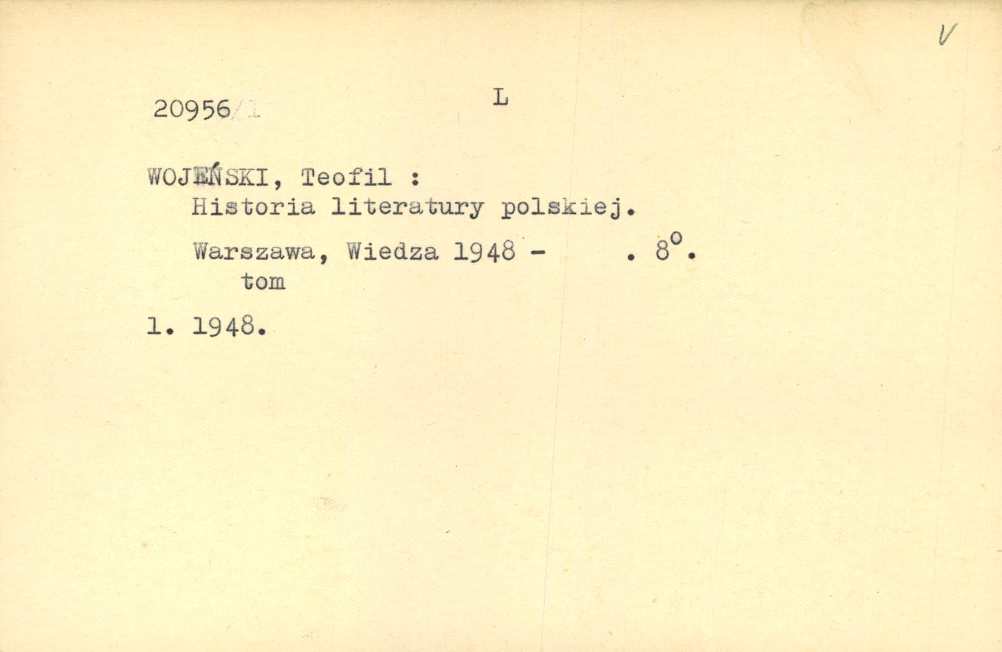 V
L
20956/1
WOJEŃSKI, Teofil :
Historia literatury polskiej.
Warszawa, Wiedza 1948 -      . 8°.
tom
1. 1948.